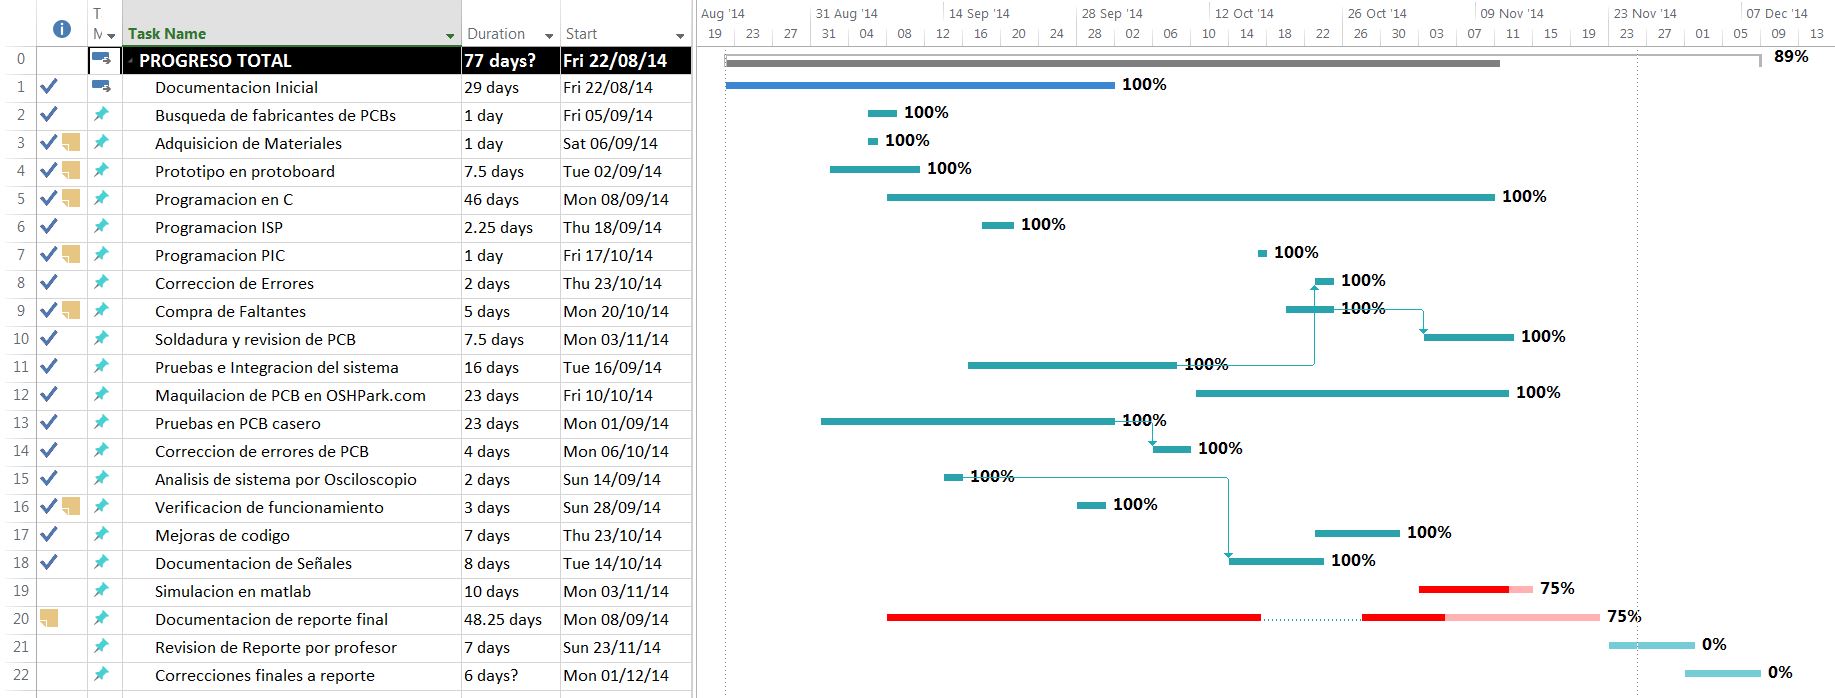 Aug '14 31 Aug '14 14 Sep '14 28 Sep '14 12 Oct '14 26 Oct '14 09 Nov '14 23 Nov '14 07 Dec '14
T
M Task Name Duration Start 19 23 27 31 04 08 12 16 20 24 28 02 06 10 14 18 22 26 30 03 07 11 15 19 23 27 01 05 09 13
0 PROGRESO TOTAL 77 days? Fri 22/08/14 89%
1 Documentacion Inicial 29 days Fri 22/08/14 100%
2 Busqueda de fabricantes de PCBs 1 day Fri 05/09/14 100%
3 Adquisicion de Materiales 1 day Sat 06/09/14 100%
4 Prototipo en protoboard 7.5 days Tue 02/09/14 100%
5 Programacion en C 46 days Mon 08/09/14 100%
6 Programacion ISP 2.25 days Thu 18/09/14 100%
7 Programacion PIC 1 day Fri 17/10/14 100%
8 Correccion de Errores 2 days Thu 23/10/14 100%
9 Compra de Faltantes 5 days Mon 20/10/14 100%
10 Soldadura y revision de PCB 7.5 days Mon 03/11/14 100%
11 Pruebas e Integracion del sistema 16 days Tue 16/09/14 100%
12 Maquilacion de PCB en OSHPark.com 23 days Fri 10/10/14 100%
13 Pruebas en PCB casero 23 days Mon 01/09/14 100%
14 Correccion de errores de PCB 4 days Mon 06/10/14 100%
15 Analisis de sistema por Osciloscopio 2 days Sun 14/09/14 100%
16 Verificacion de funcionamiento 3 days Sun 28/09/14 100%
17 Mejoras de codigo 7 days Thu 23/10/14 100%
18 Documentacion de Señales 8 days Tue 14/10/14 100%
19 Simulacion en matlab 10 days Mon 03/11/14 75%
20 Documentacion de reporte final 48.25 days Mon 08/09/14 75%
21 Revision de Reporte por profesor 7 days Sun 23/11/14 0%
22 Correcciones finales a reporte 6 days? Mon 01/12/14 0%